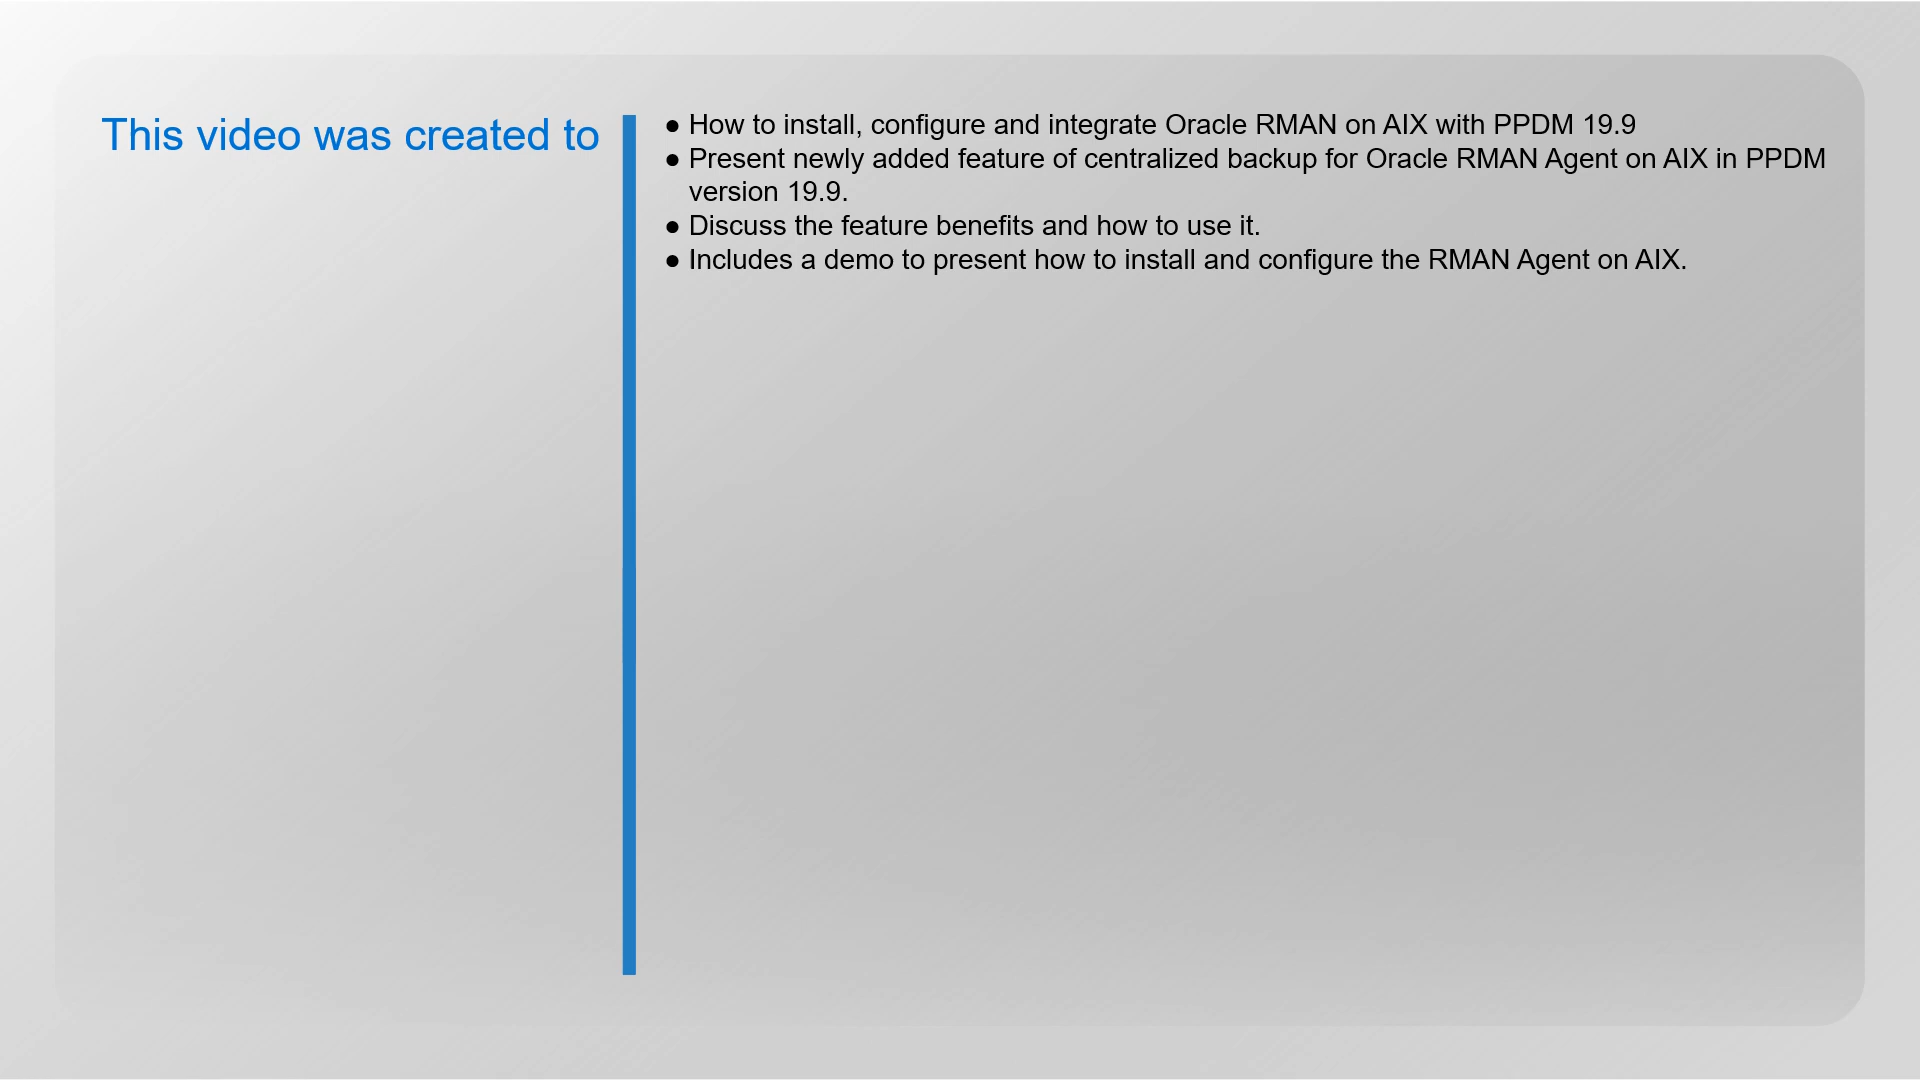 This video was created to
● How to install, configure and integrate Oracle RMAN on AIX with PPDM 19.9
● Present newly added feature of centralized backup for Oracle RMAN Agent on AIX in PPDM
version 19.9.
● Discuss the feature benefits and how to use it.
● Includes a demo to present how to install and configure the RMAN Agent on AIX.